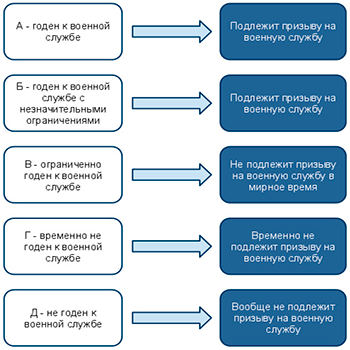 А - годен к военной
службе
Подлежит призыву на
военную службу
Б - годен к военной
службе с
незначительными
ограничениями
Подлежит призыву на
военную службу
В - ограниченно
годен к военной
службе
Не подлежит призыву
на военную службу в
мирное время
Г - временно не
годен к военной
службе
Временно не
подлежит призыву на
военную службу
Д - не годен к
военной службе
Вообще не подлежит
призыву на военную
службу